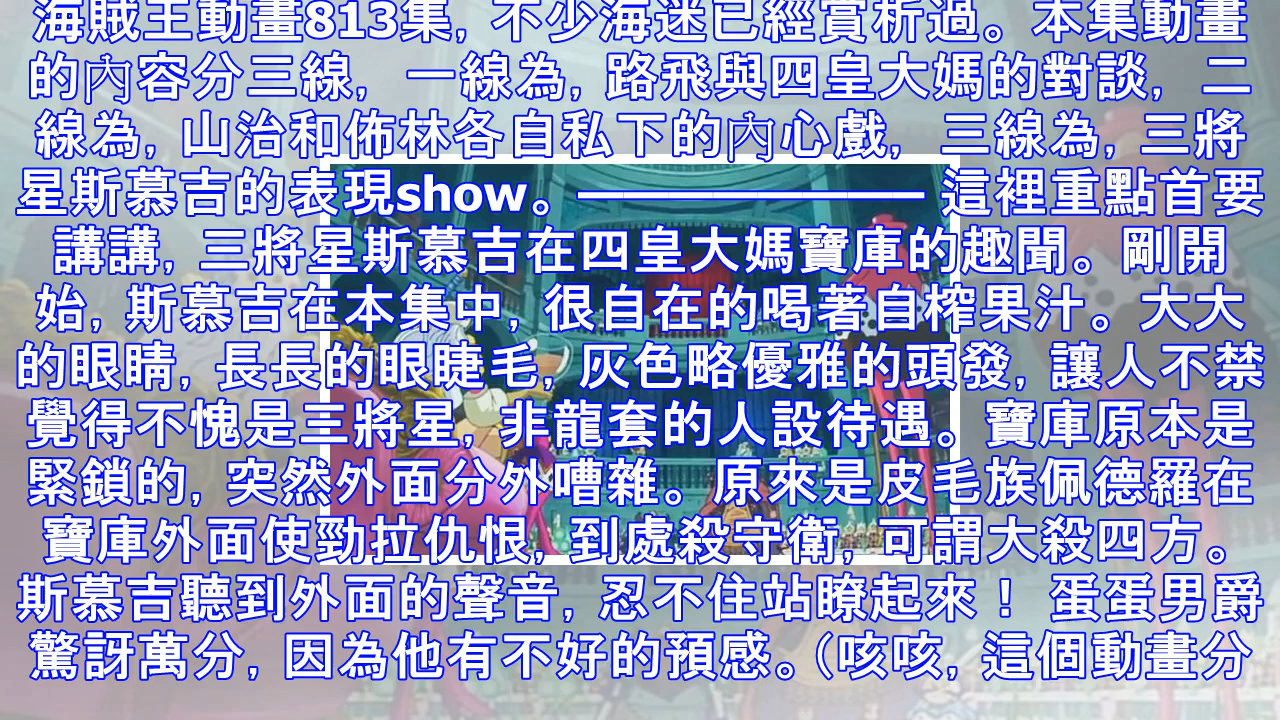 海賊王動畫813集, 不少海迷已經賞析過。本集動畫
的內容分三線, 一線為, 路飛與四皇大媽的對談, 二
線為, 山治和佈林各自私下的內心戲, 三線為, 三將
星斯慕吉的表現show。——————— 這裡重點首要
講講, 三將星斯慕吉在四皇大媽寶庫的趣聞。剛開
始, 斯慕吉在本集中, 很自在的喝著自榨果汁。大大
的眼睛, 長長的眼睫毛, 灰色略優雅的頭發, 讓人不禁
覺得不愧是三將星, 非龍套的人設待遇。寶庫原本是
緊鎖的, 突然外面分外嘈雜。原來是皮毛族佩德羅在
寶庫外面使勁拉仇恨, 到處殺守衛, 可謂大殺四方。
斯慕吉聽到外面的聲音, 忍不住站瞭起來！ 蛋蛋男爵
驚訝萬分, 因為他有不好的預感。(咳咳, 這個動畫分